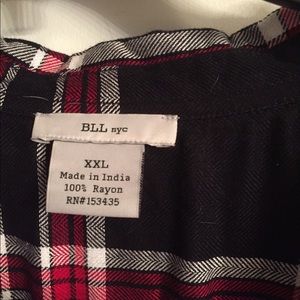 BLL nyc
XXL
Made in India
100% Rayon
RN#153435